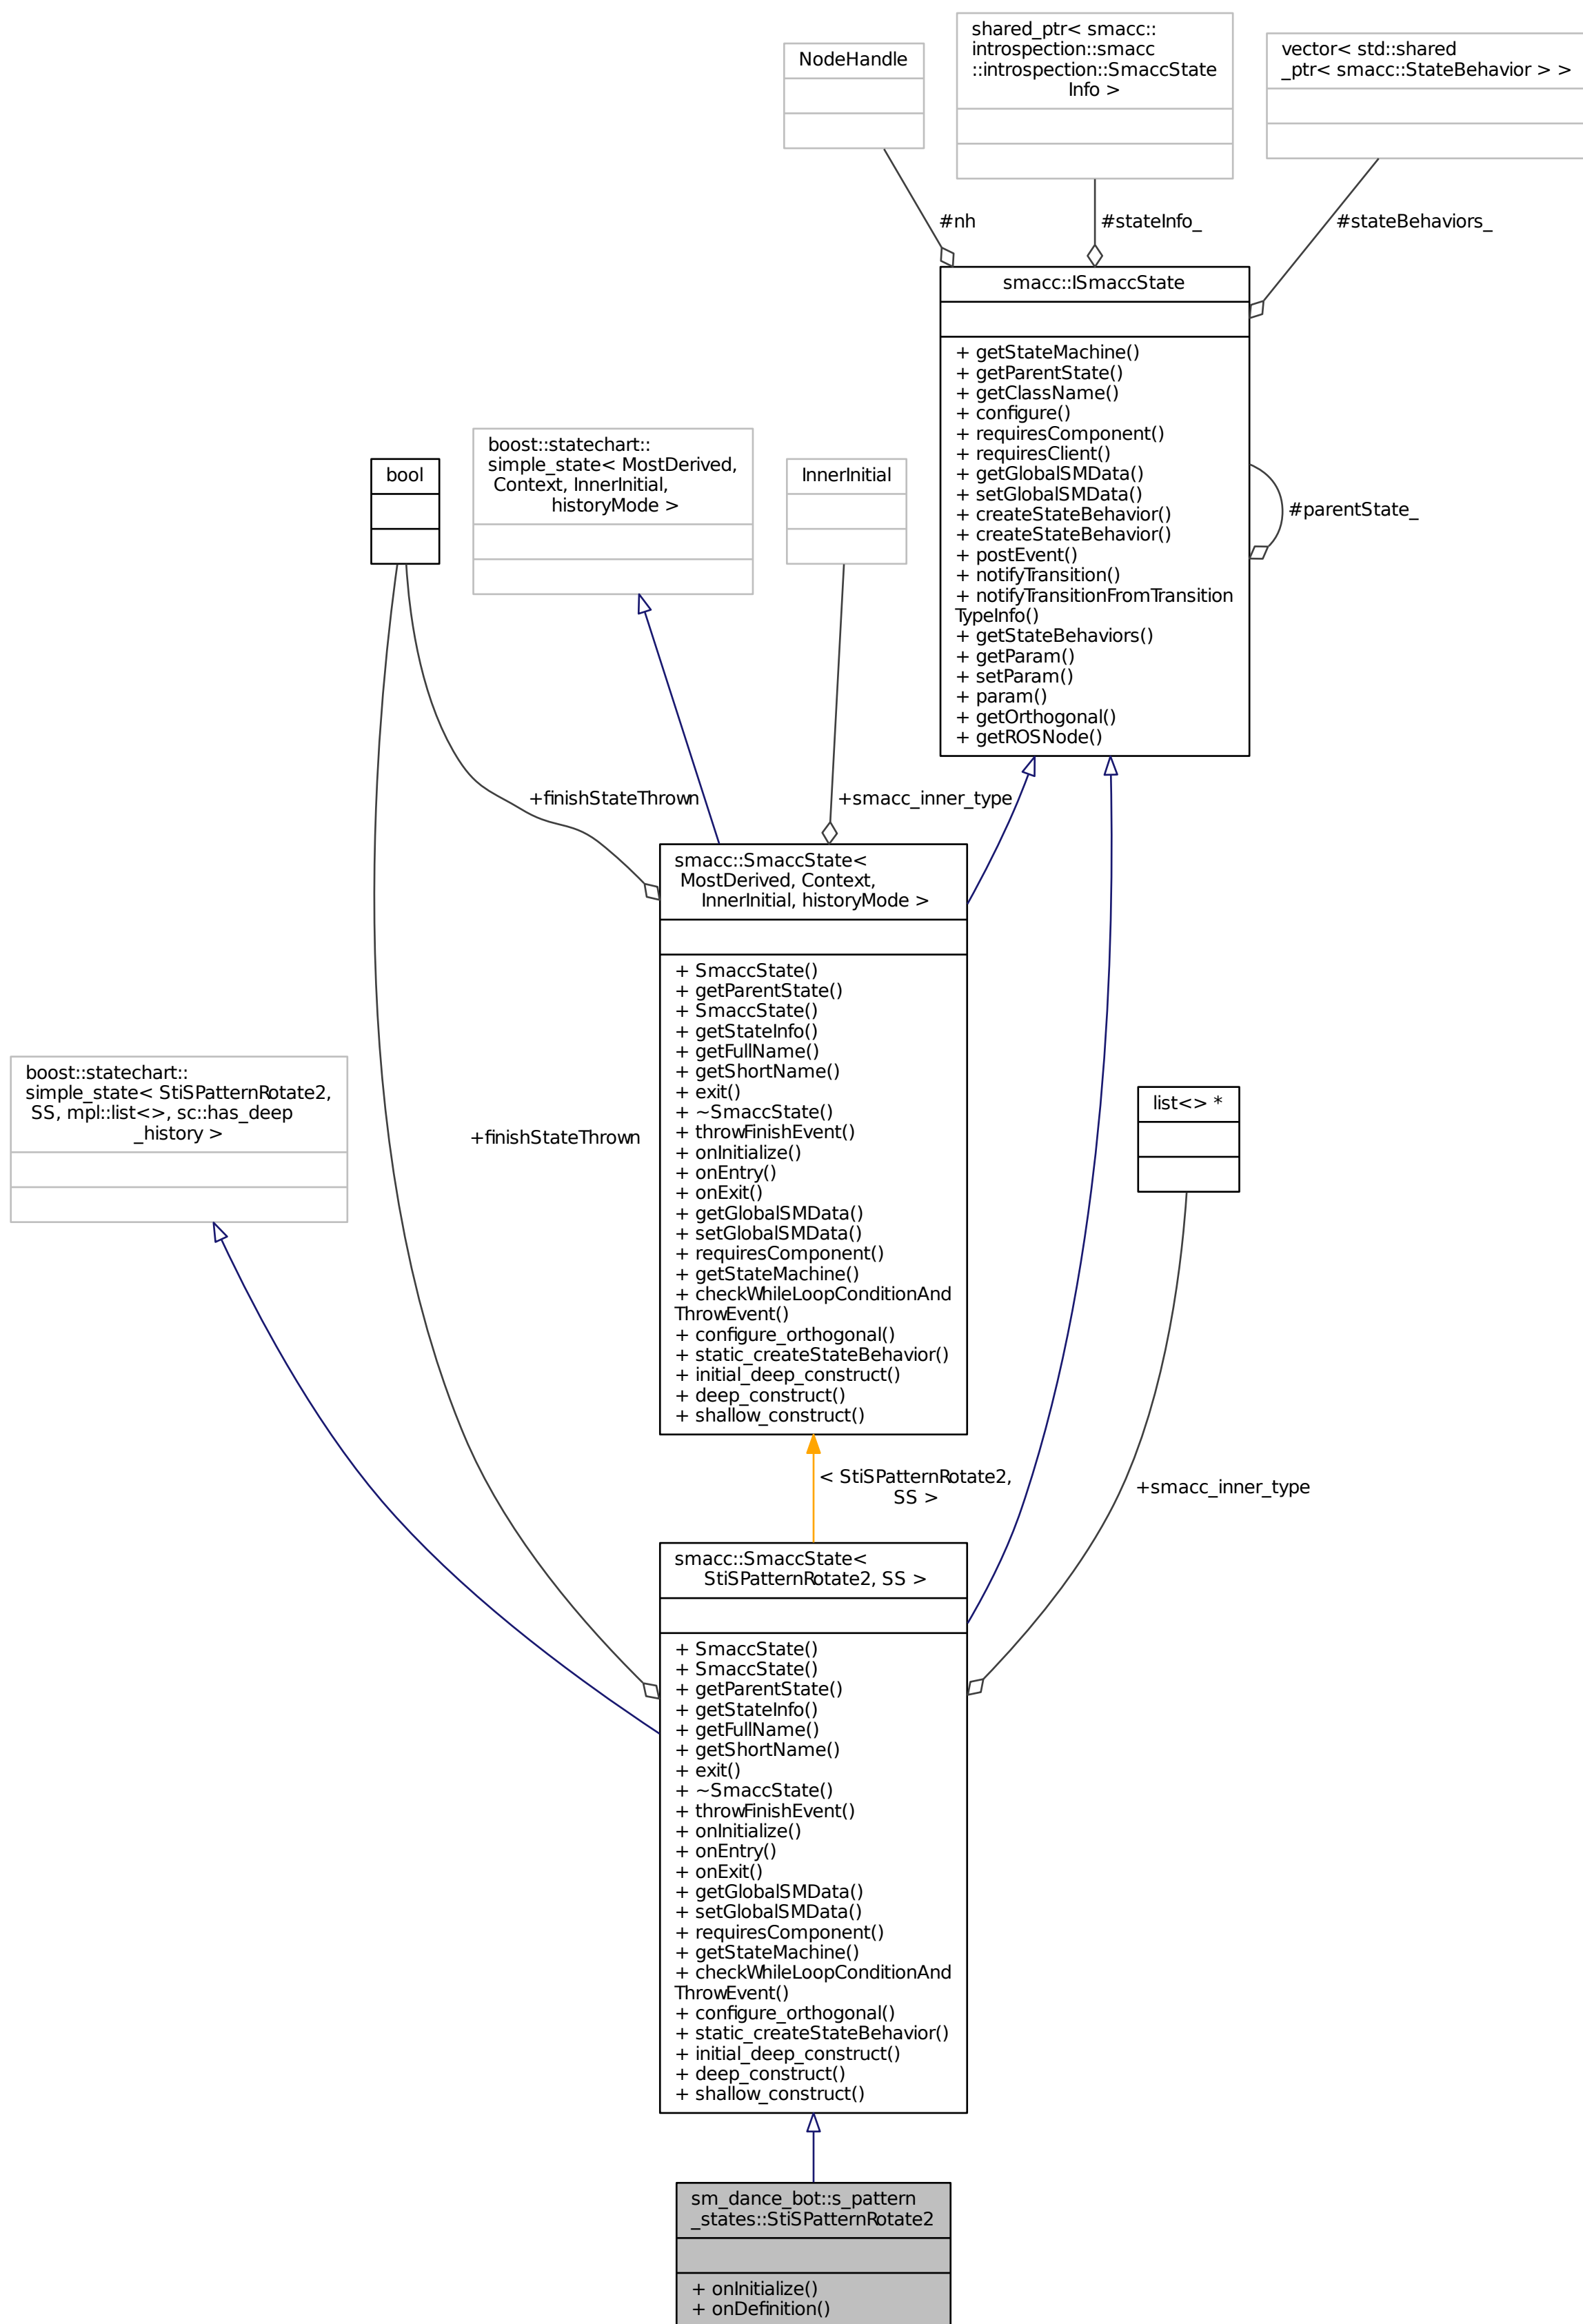 NodeHandle
shared_ptr< smacc::
introspection::smacc
::introspection::SmaccState
Info >
vector< std::shared
_ptr< smacc::StateBehavior > >
#nh
#stateInfo_
#stateBehaviors_
smacc::ISmaccState
+ getStateMachine()
+ getParentState()
+ getClassName()
+ configure()
+ requiresComponent()
+ requiresClient()
+ getGlobalSMData()
+ setGlobalSMData()
+ createStateBehavior()
+ createStateBehavior()
+ postEvent()
+ notifyTransition()
+ notifyTransitionFromTransition
TypeInfo()
+ getStateBehaviors()
+ getParam()
+ setParam()
+ param()
+ getOrthogonal()
+ getROSNode()
#parentState_
bool
boost::statechart::
simple_state< MostDerived,
Context, InnerInitial,
historyMode >
InnerInitial
+finishStateThrown
+smacc_inner_type
smacc::SmaccState<
MostDerived, Context,
InnerInitial, historyMode >
+ SmaccState()
+ getParentState()
+ SmaccState()
+ getStateInfo()
+ getFullName()
+ getShortName()
+ exit()
+ ~SmaccState()
+ throwFinishEvent()
+ onInitialize()
+ onEntry()
+ onExit()
+ getGlobalSMData()
+ setGlobalSMData()
+ requiresComponent()
+ getStateMachine()
+ checkWhileLoopConditionAnd
ThrowEvent()
+ configure_orthogonal()
+ static_createStateBehavior()
+ initial_deep_construct()
+ deep_construct()
+ shallow_construct()
boost::statechart::
simple_state< StiSPatternRotate2,
SS, mpl::list<>, sc::has_deep
_history >
+finishStateThrown
list<> *
< StiSPatternRotate2,
SS >
+smacc_inner_type
smacc::SmaccState<
StiSPatternRotate2, SS >
+ SmaccState()
+ SmaccState()
+ getParentState()
+ getStateInfo()
+ getFullName()
+ getShortName()
+ exit()
+ ~SmaccState()
+ throwFinishEvent()
+ onInitialize()
+ onEntry()
+ onExit()
+ getGlobalSMData()
+ setGlobalSMData()
+ requiresComponent()
+ getStateMachine()
+ checkWhileLoopConditionAnd
ThrowEvent()
+ configure_orthogonal()
+ static_createStateBehavior()
+ initial_deep_construct()
+ deep_construct()
+ shallow_construct()
sm_dance_bot::s_pattern
_states::StiSPatternRotate2
+ onInitialize()
+ onDefinition()